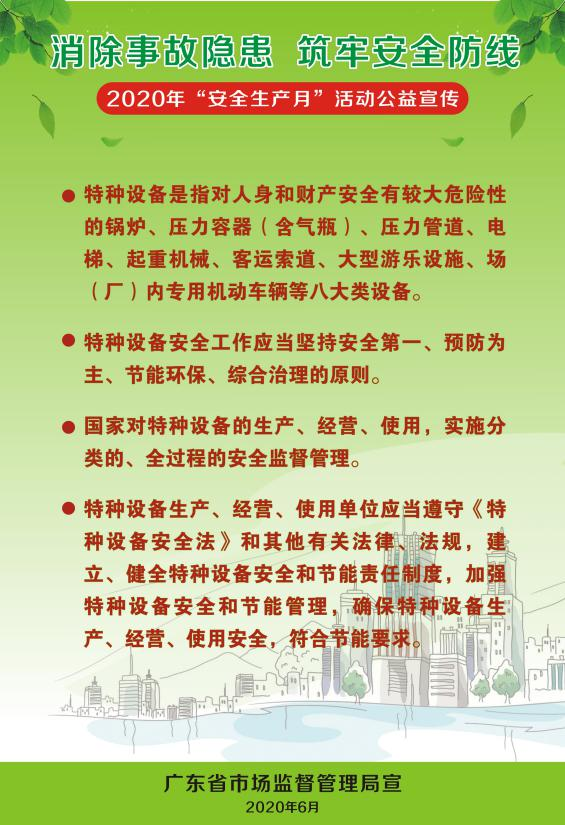 消除事故隐患 筑牢安全防线
2020年“安全生产月”活动公益宣传
● 特种设备是指对人身和财产安全有较大危险性
的锅炉、压力容器（含气瓶）、压力管道、电
梯、起重机械、客运索道、大型游乐设施、场
（厂）内专用机动车辆等八大类设备。
● 特种设备安全工作应当坚持安全第一、预防为
主、节能环保、综合治理的原则。
● 国家对特种设备的生产、经营、使用，实施分
类的、全过程的安全监督管理。
● 特种设备生产、经营、使用单位应当遵守《特
种设备安全法》和其他有关法律、法规，建
立、健全特种设备安全和节能责任制度，加强
特种设备安全和节能管理，确保特种设备生
产、经营、使用安全，符合节能要求。
广东省市场监督管理局宣
2020年6月